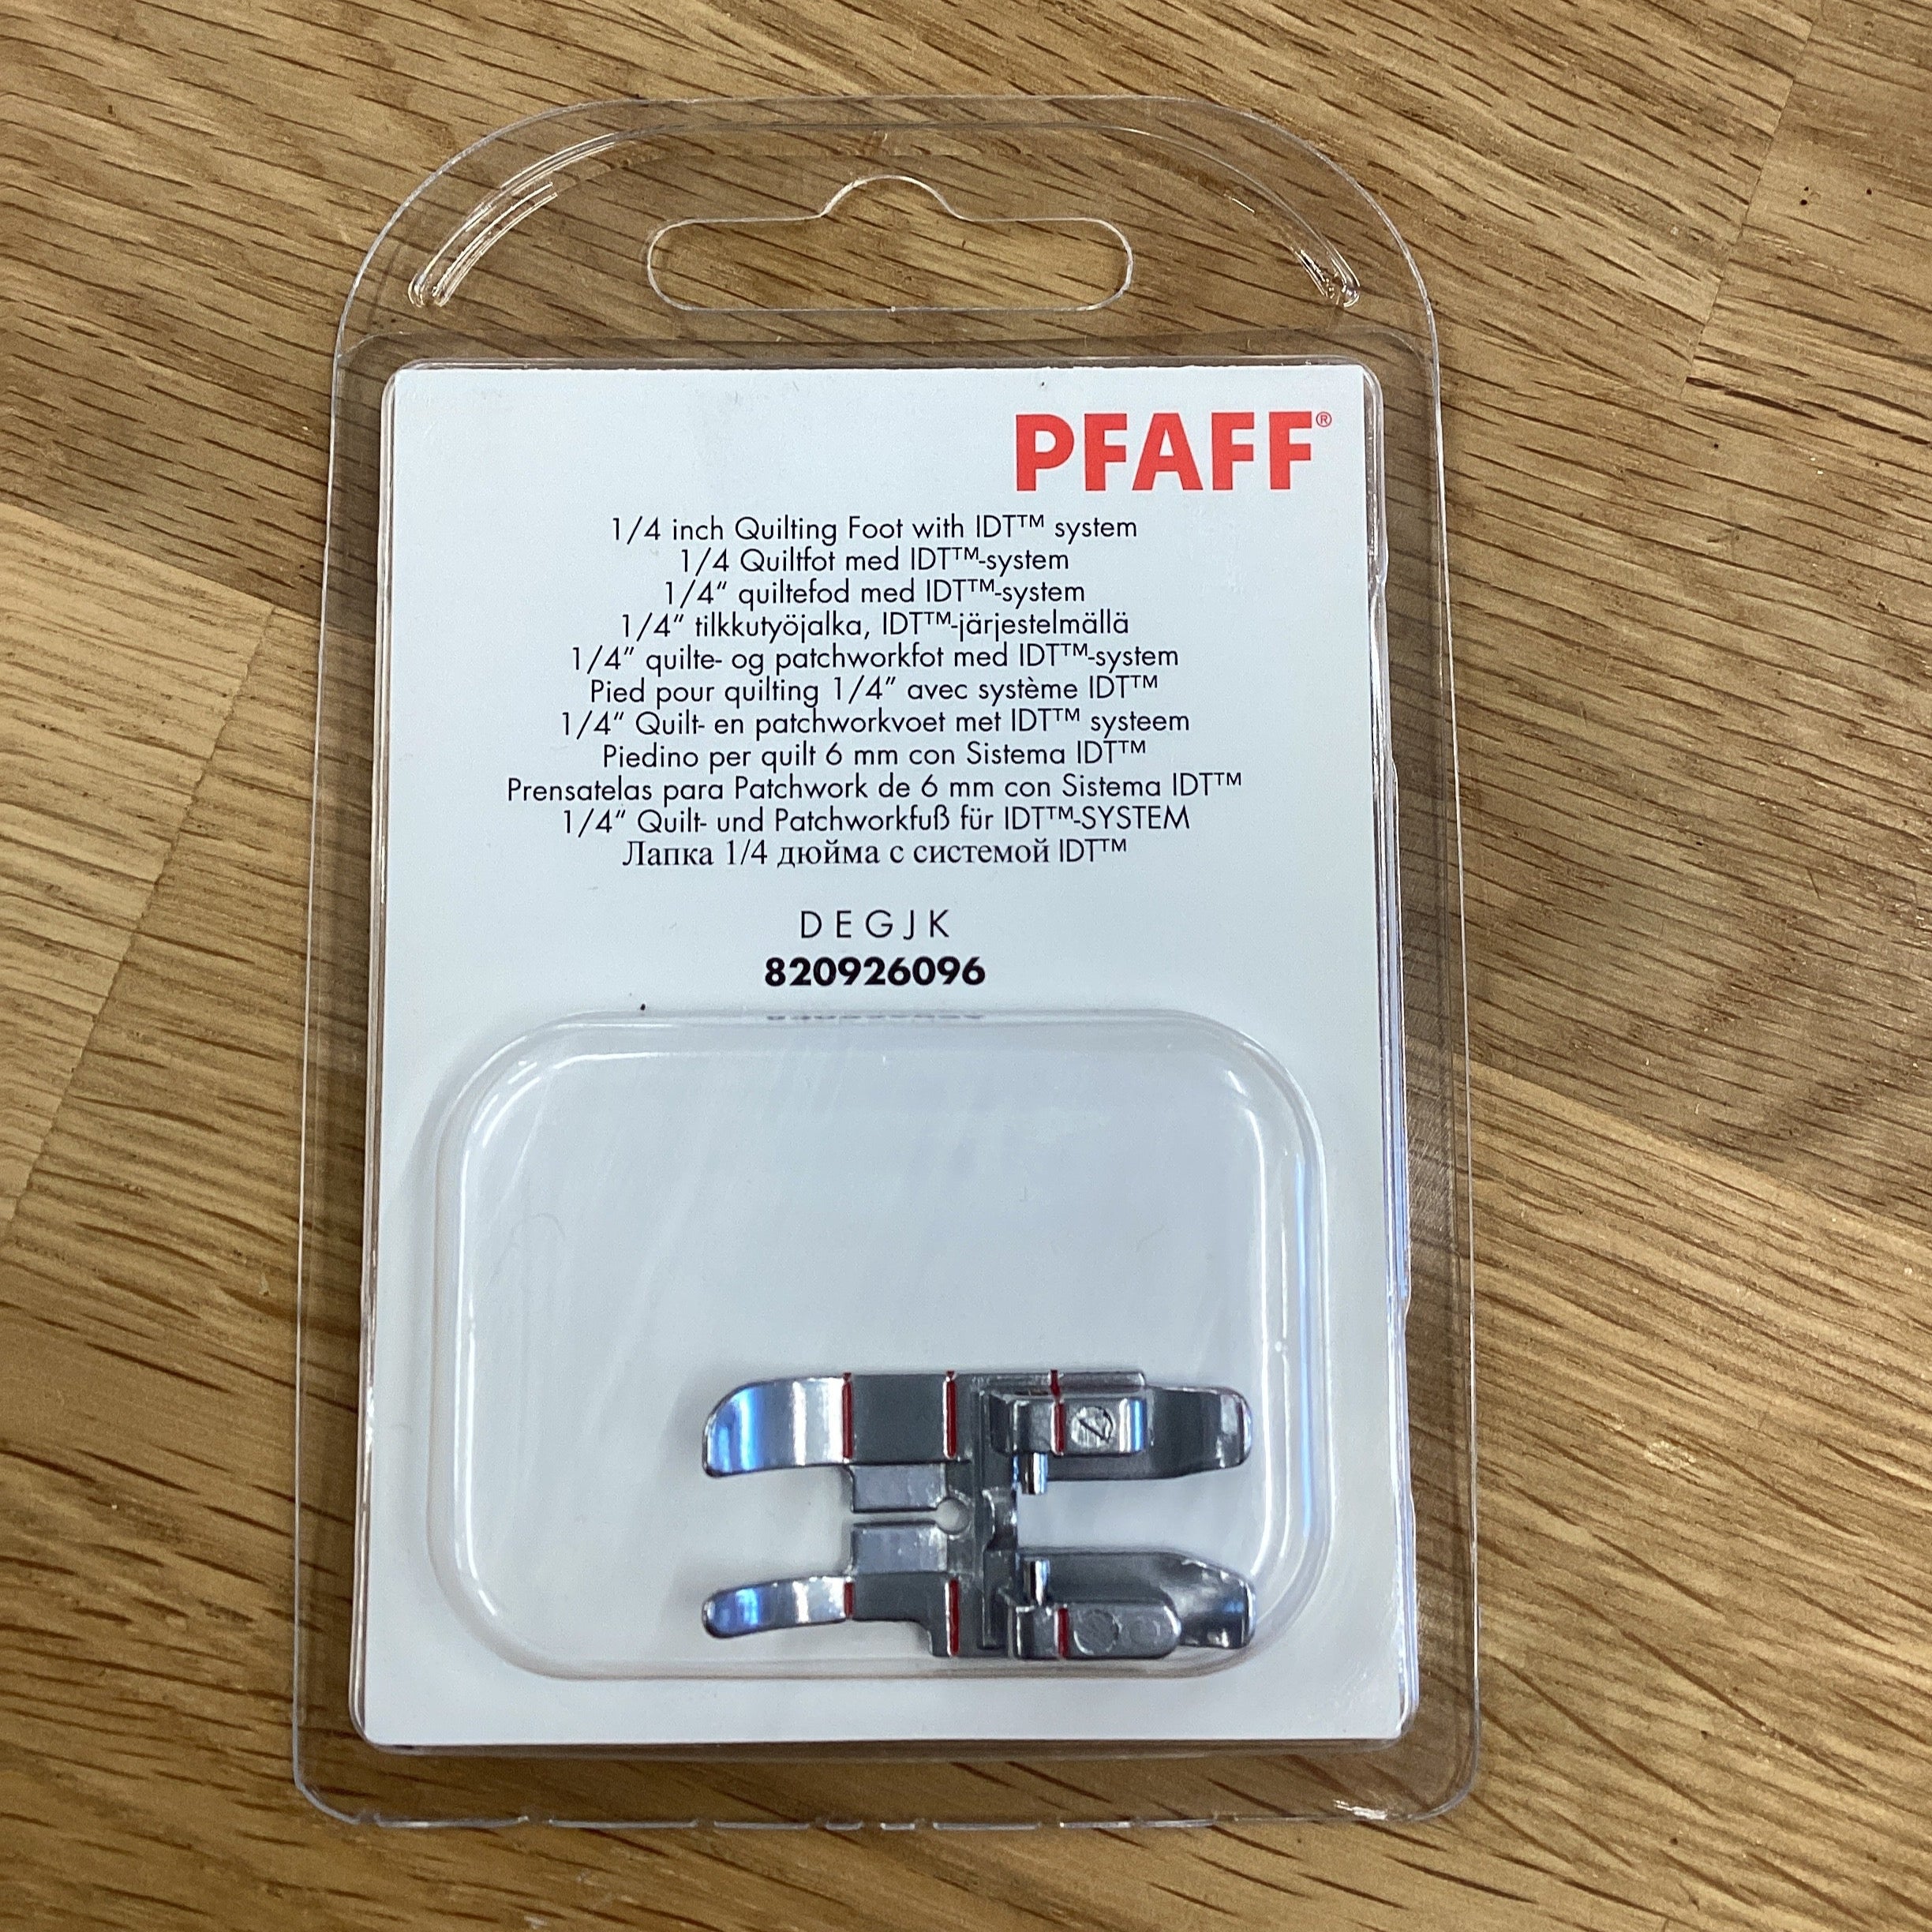 PFAFF®
1/4 inch Quilting Foot with IDT™ system
1/4 Quiltfot med IDT™-system
1/4" quiltefod med IDT™-system
1/4" tilkkutyöjalka, IDT™-järjestelmällä
1/4" quilte- og patchworkfot med IDT™-system
Pied pour quilting 1/4" avec système IDT™
1/4" Quilt- en patchworkvoet met IDT™ systeem
Piedino per quilt 6 mm con Sistema IDT™
Prensatelas para Patchwork de 6 mm con Sistema IDT™
1/4" Quilt- und Patchworkfuß für IDT™-SYSTEM
Лапка 1/4 дюйма с системой IDT™
D E G J K
820926096